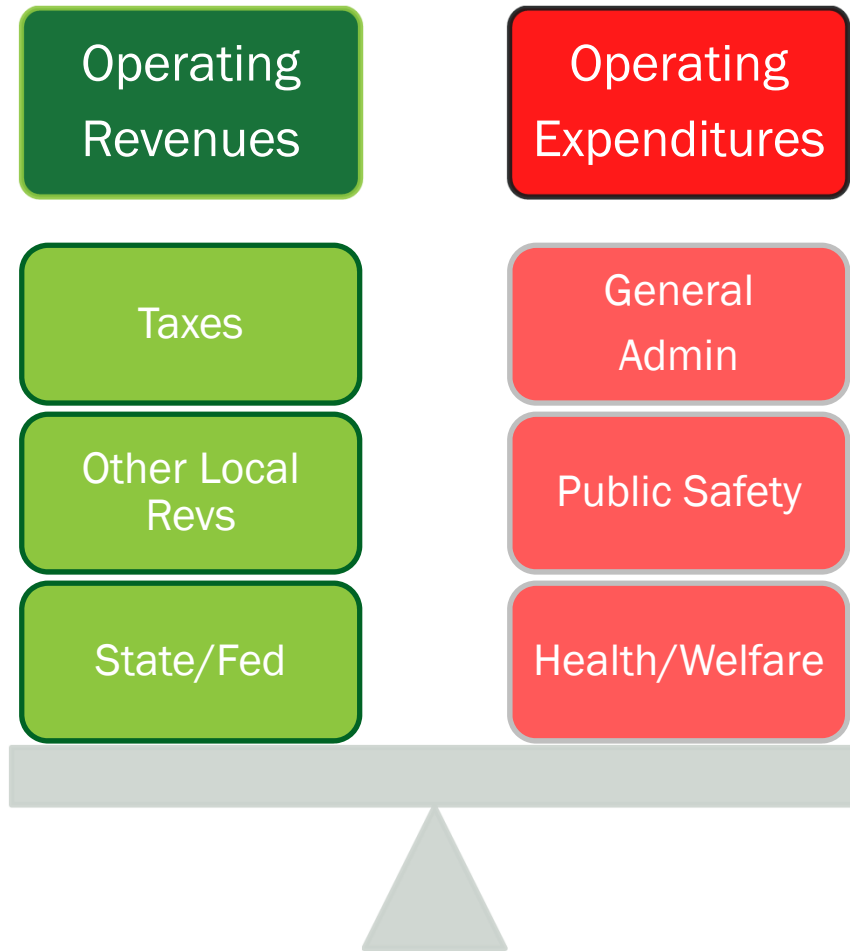 Operating
Revenues
Operating
Expenditures
Taxes
Other Local
Revs
State/Fed
General
Admin
Public Safety
Health/Welfare